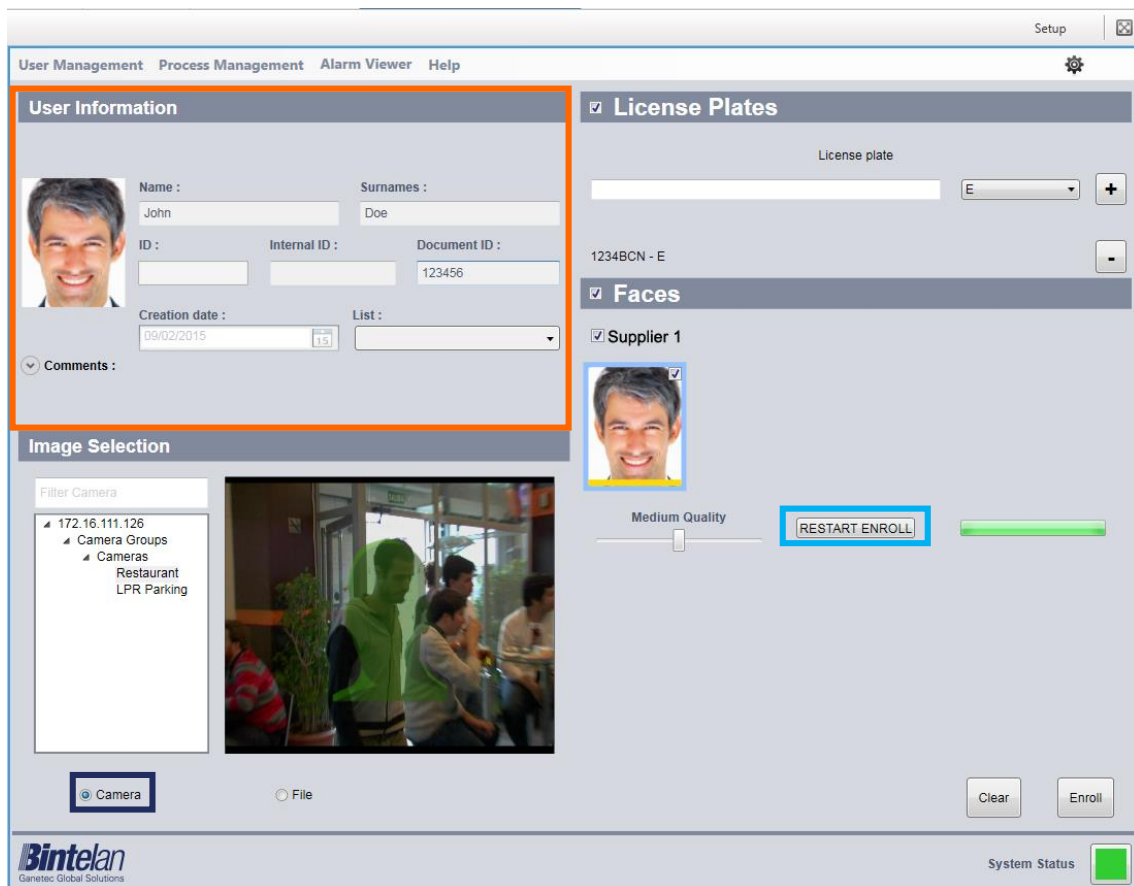 Setup
User Management Process Management Alarm Viewer Help
User Information
Name :
Surnames :
John
Doe
ID :
Internal ID :
Document ID :
123456
Creation date :
List :
09/02/2015
15
Comments :
License Plates
License plate
E
+
1234BCN - E
-
Faces
Supplier 1
Medium Quality
RESTART ENROLL
Image Selection
Filter Camera
172.16.111.126
Camera Groups
Cameras
Restaurant
LPR Parking
SALIDA
Camera
File
Clear
Enroll
Bintelan
Ganetec Global Solutions
System Status